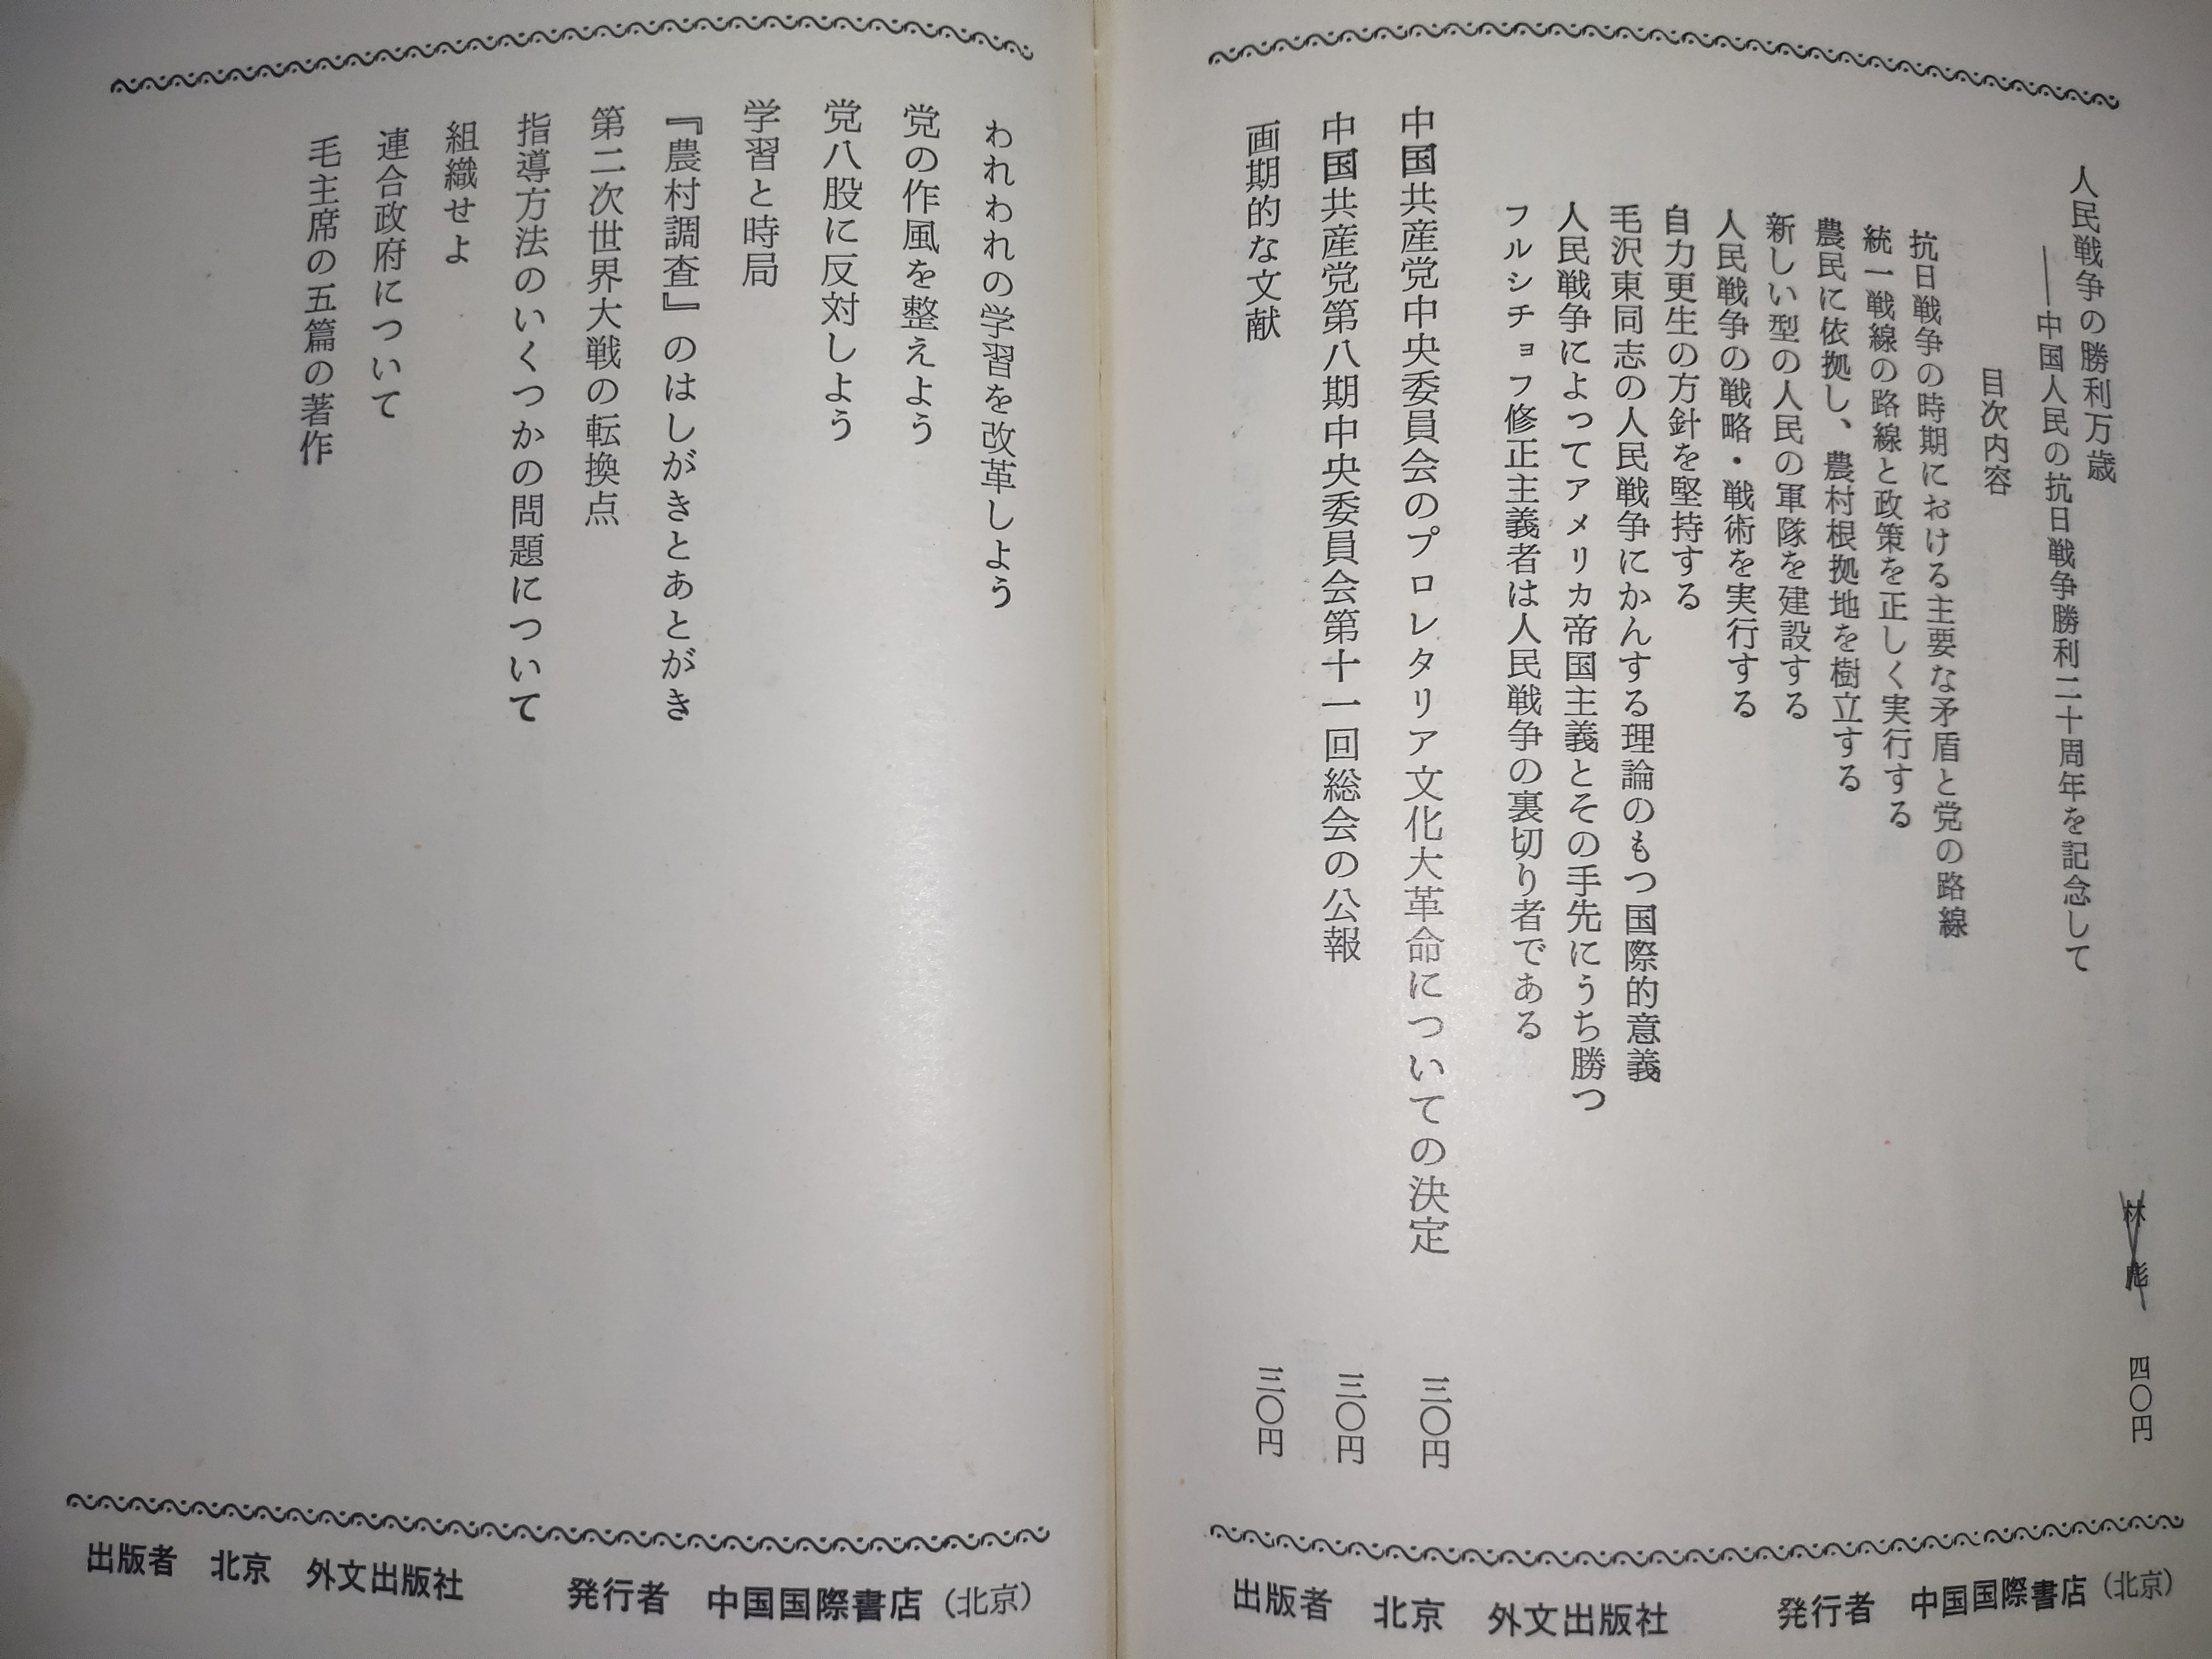 人民戦争の勝利万歳
――中国人民の抗日戦争勝利二十周年を記念して
林彪 四〇円
目次内容
抗日戦争の時期における主要な矛盾と党の路線
統一戦線の路線と政策を正しく実行する
農民に依拠し、農村根拠地を樹立する
新しい型の人民の軍隊を建設する
人民戦争の戦略・戦術を実行する
自力更生の方針を堅持する
毛沢東同志の人民戦争にかんする理論のもつ国際的意義
人民戦争によってアメリカ帝国主義とその手先にうち勝つ
フルシチョフ修正主義者は人民戦争の裏切り者である
中国共産党中央委員会のプロレタリア文化大革命についての決定 三〇円
中国共産党第八期中央委員会第十一回総会の公報 三〇円
画期的な文献 三〇円
出版者 北京 外文出版社 発行者 中国国際書店（北京）
われわれの学習を改革しよう
党の作風を整えよう
党八股に反対しよう
学習と時局
『農村調査』のはしがきとあとがき
第二次世界大戦の転換点
指導方法のいくつかの問題について
組織せよ
連合政府について
毛主席の五篇の著作
出版者 北京 外文出版社 発行者 中国国際書店（北京）